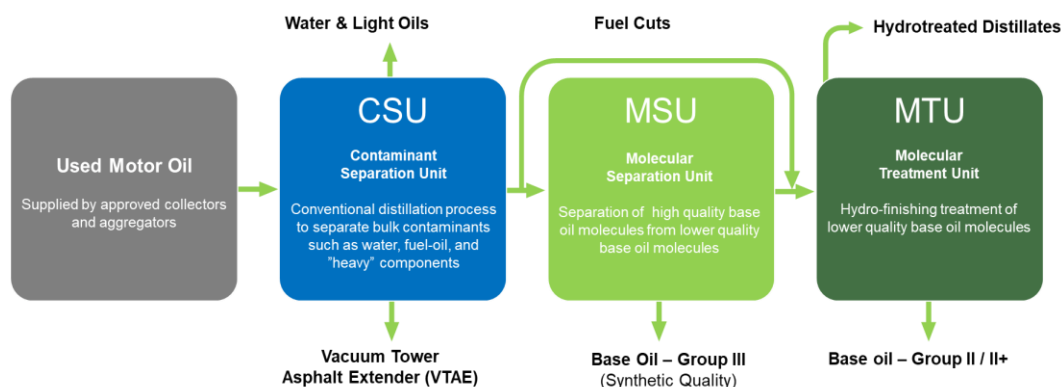 Water & Light Oils
Fuel Cuts
Hydrotreated Distillates
Used Motor Oil
Supplied by approved collectors
and aggregators
CSU
Contaminant
Separation Unit
Conventional distillation process
to separate bulk contaminants
such as water, fuel-oil, and
"heavy" components
MSU
Molecular
Separation Unit
Separation of high quality base
oil molecules from lower quality
base oil molecules
MTU
Molecular
Treatment Unit
Hydro-finishing treatment of
lower quality base oil molecules
Vacuum Tower
Asphalt Extender (VTAE)
Base Oil – Group III
(Synthetic Quality)
Base oil – Group II / II+